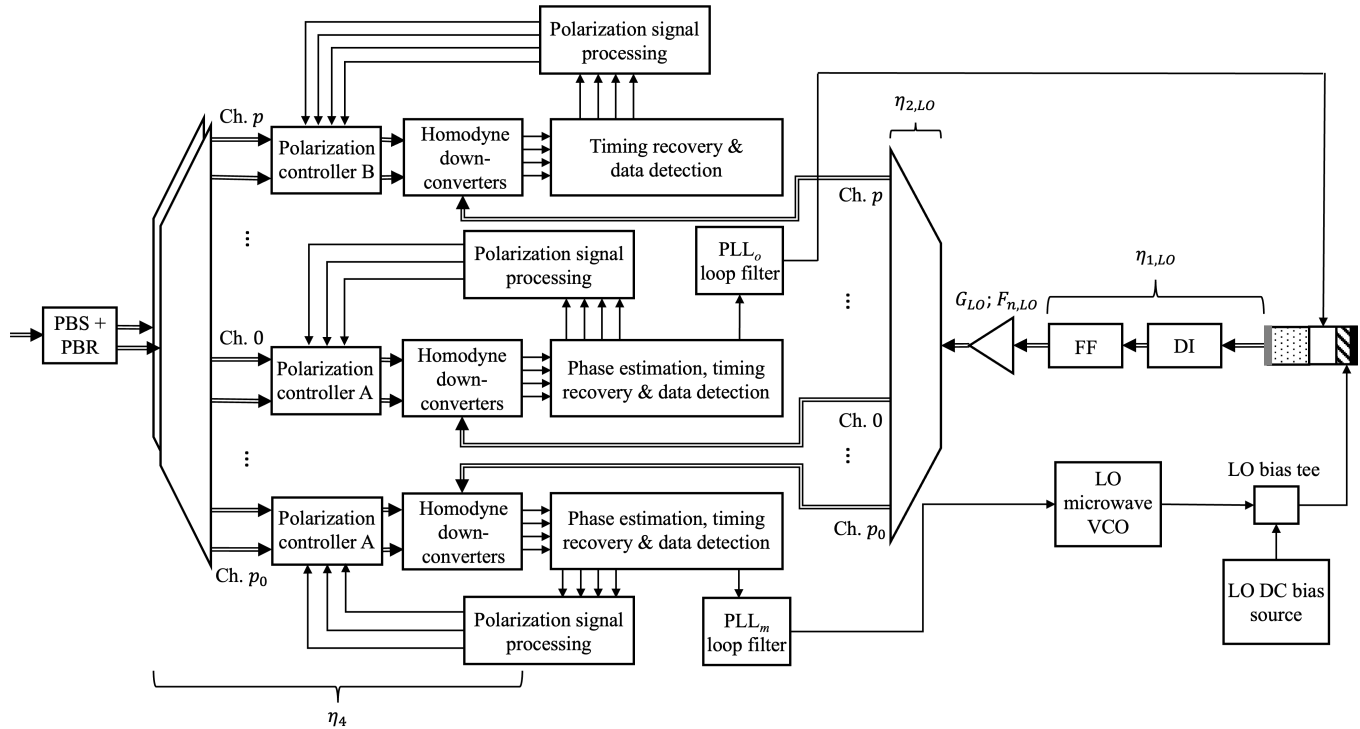 Polarization signal
processing
η₂,LO
Ch. p
Polarization
controller B
Homodyne
down-
converters
Timing recovery &
data detection
Ch. p
⋮
Polarization signal
processing
PLLₒ
loop filter
⋮
η₁,LO
G_LO; F_n,LO
PBS +
PBR
Ch. 0
Polarization
controller A
Homodyne
down-
converters
Phase estimation, timing
recovery & data detection
FF
DI
Ch. 0
⋮
⋮
Polarization
controller A
Homodyne
down-
converters
Phase estimation, timing
recovery & data detection
Ch. p₀
LO
microwave
VCO
LO bias tee
Ch. p₀
Polarization signal
processing
PLLₘ
loop filter
LO DC bias
source
η₄